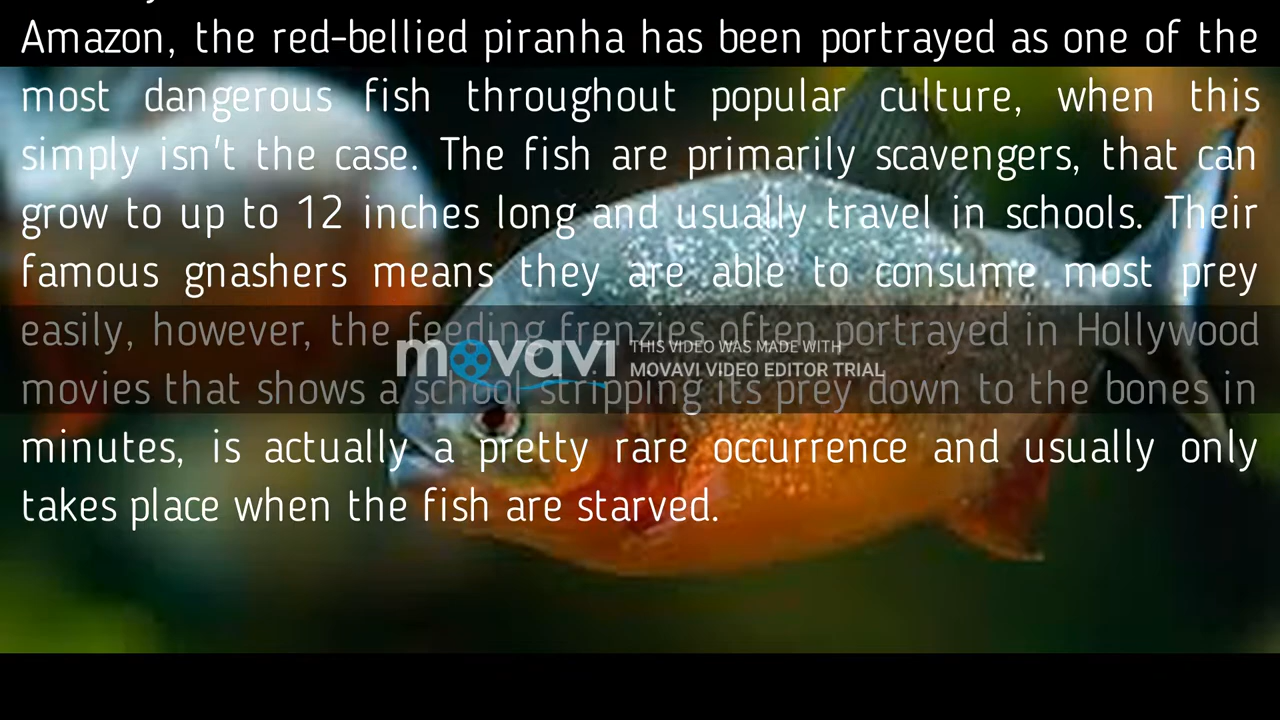 Amazon, the red-bellied piranha has been portrayed as one of the
most dangerous fish throughout popular culture, when this
simply isn't the case. The fish are primarily scavengers, that can
grow to up to 12 inches long and usually travel in schools. Their
famous gnashers means they are able to consume most prey
easily, however, the feeding frenzies often portrayed in Hollywood
movies that shows a school stripping its prey down to the bones in
minutes, is actually a pretty rare occurrence and usually only
takes place when the fish are starved.
movavi
THIS VIDEO WAS MADE WITH
MOVAVI VIDEO EDITOR TRIAL